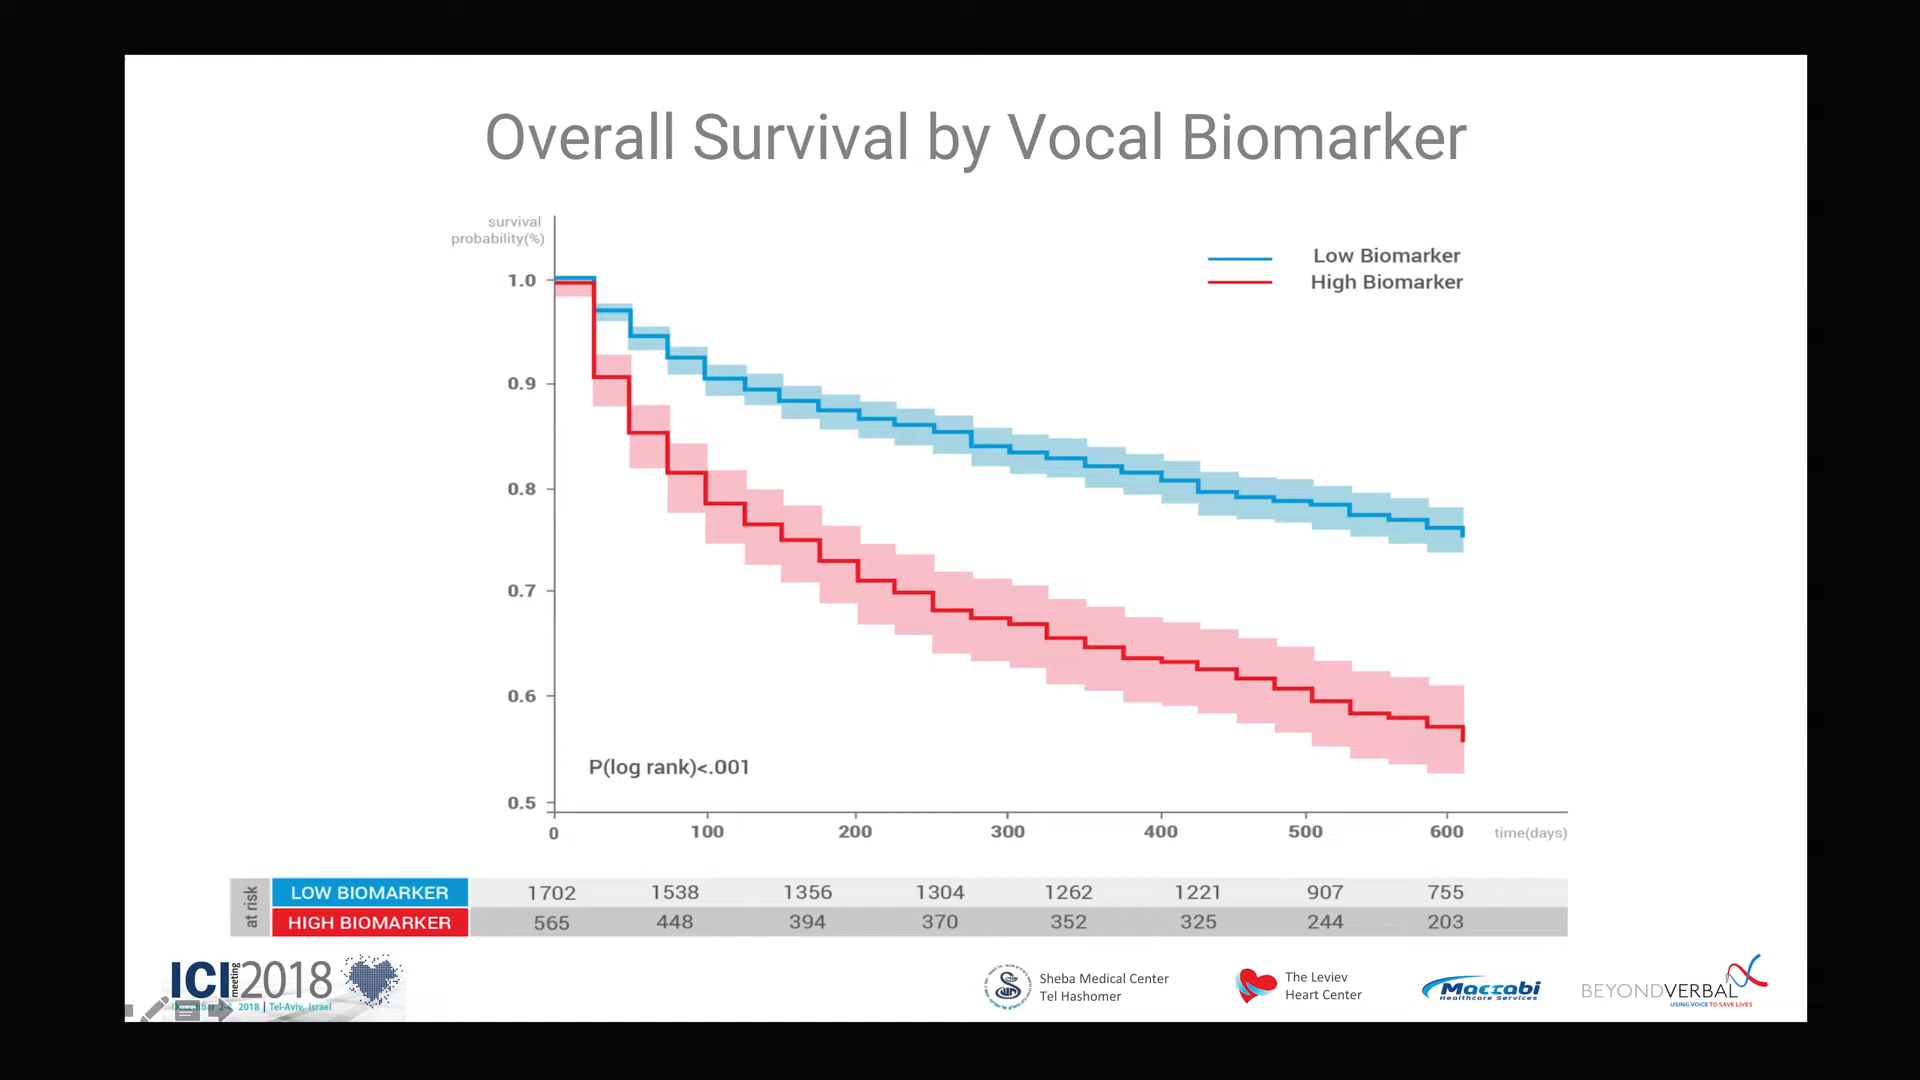 Overall Survival by Vocal Biomarker
survival
probability(%)
Low Biomarker
High Biomarker
1.0
0.9
0.8
0.7
0.6
0.5
P(log rank)<.001
0 100 200 300 400 500 600 time(days)
at risk
LOW BIOMARKER 1702 1538 1356 1304 1262 1221 907 755
HIGH BIOMARKER 565 448 394 370 352 325 244 203
ICI meeting 2018
2018 | Tel-Aviv, Israel
Sheba Medical Center
Tel Hashomer
The Leviev
Heart Center
Maccabi
Healthcare Services
BEYONDVERBAL
USING VOICE TO SAVE LIVES